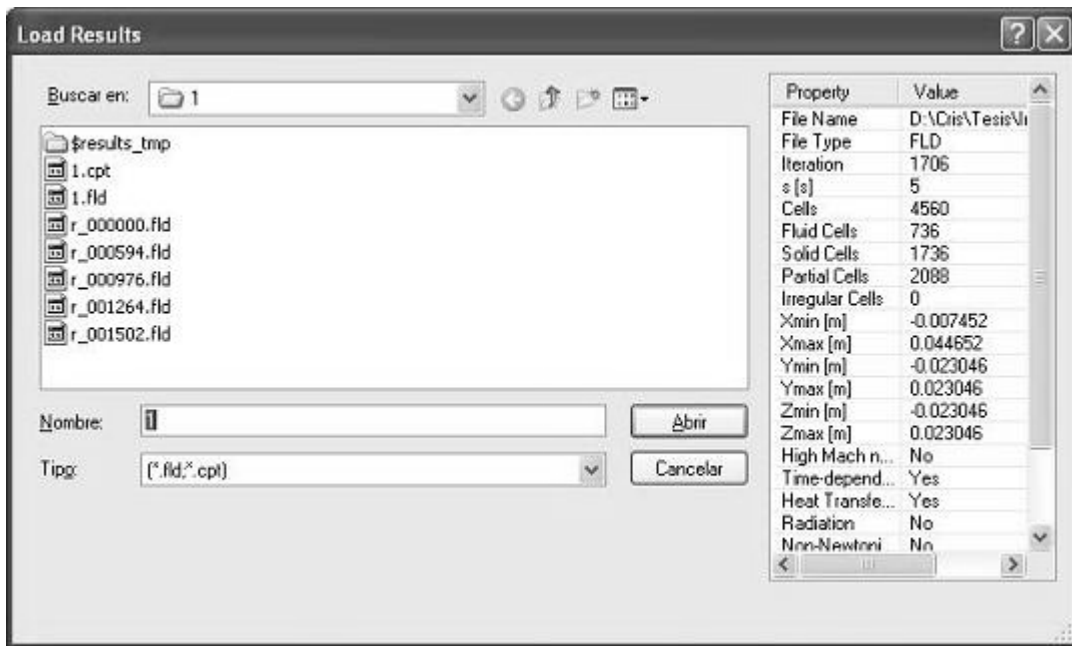 Load Results
Buscar en: 1
$results_tmp
1.cpt
1.fld
r_000000.fld
r_000594.fld
r_000976.fld
r_001264.fld
r_001502.fld
Nombre: 1
Abrir
Tipo: (*.fld;*.cpt)
Cancelar
Property Value
File Name D:\Cris\Tesis\
File Type FLD
Iteration 1706
s [s] 5
Cells 4560
Fluid Cells 736
Solid Cells 1736
Partial Cells 2088
Irregular Cells 0
Xmin [m] -0.007452
Xmax [m] 0.044652
Ymin [m] -0.023046
Ymax [m] 0.023046
Zmin [m] -0.023046
Zmax [m] 0.023046
High Mach n... No
Time-depend... Yes
Heat Transfe... Yes
Radiation No
Non-Newtoni No